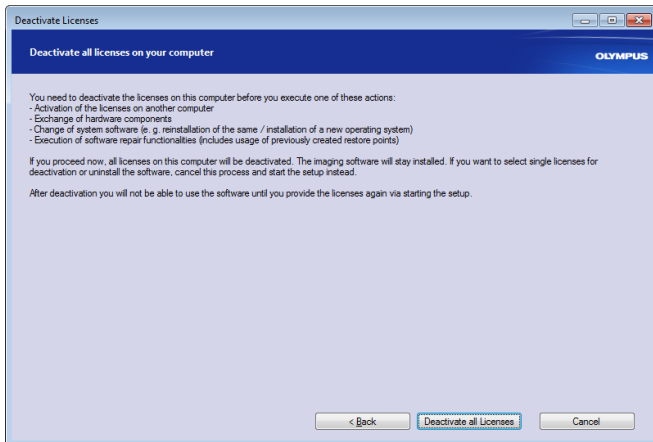 Deactivate Licenses
Deactivate all licenses on your computer
OLYMPUS
You need to deactivate the licenses on this computer before you execute one of these actions:
- Activation of the licenses on another computer
- Exchange of hardware components
- Change of system software (e. g. reinstallation of the same / installation of a new operating system)
- Execution of software repair functionalities (includes usage of previously created restore points)
If you proceed now, all licenses on this computer will be deactivated. The imaging software will stay installed. If you want to select single licenses for
deactivation or uninstall the software, cancel this process and start the setup instead.
After deactivation you will not be able to use the software until you provide the licenses again via starting the setup.
< Back
Deactivate all Licenses
Cancel